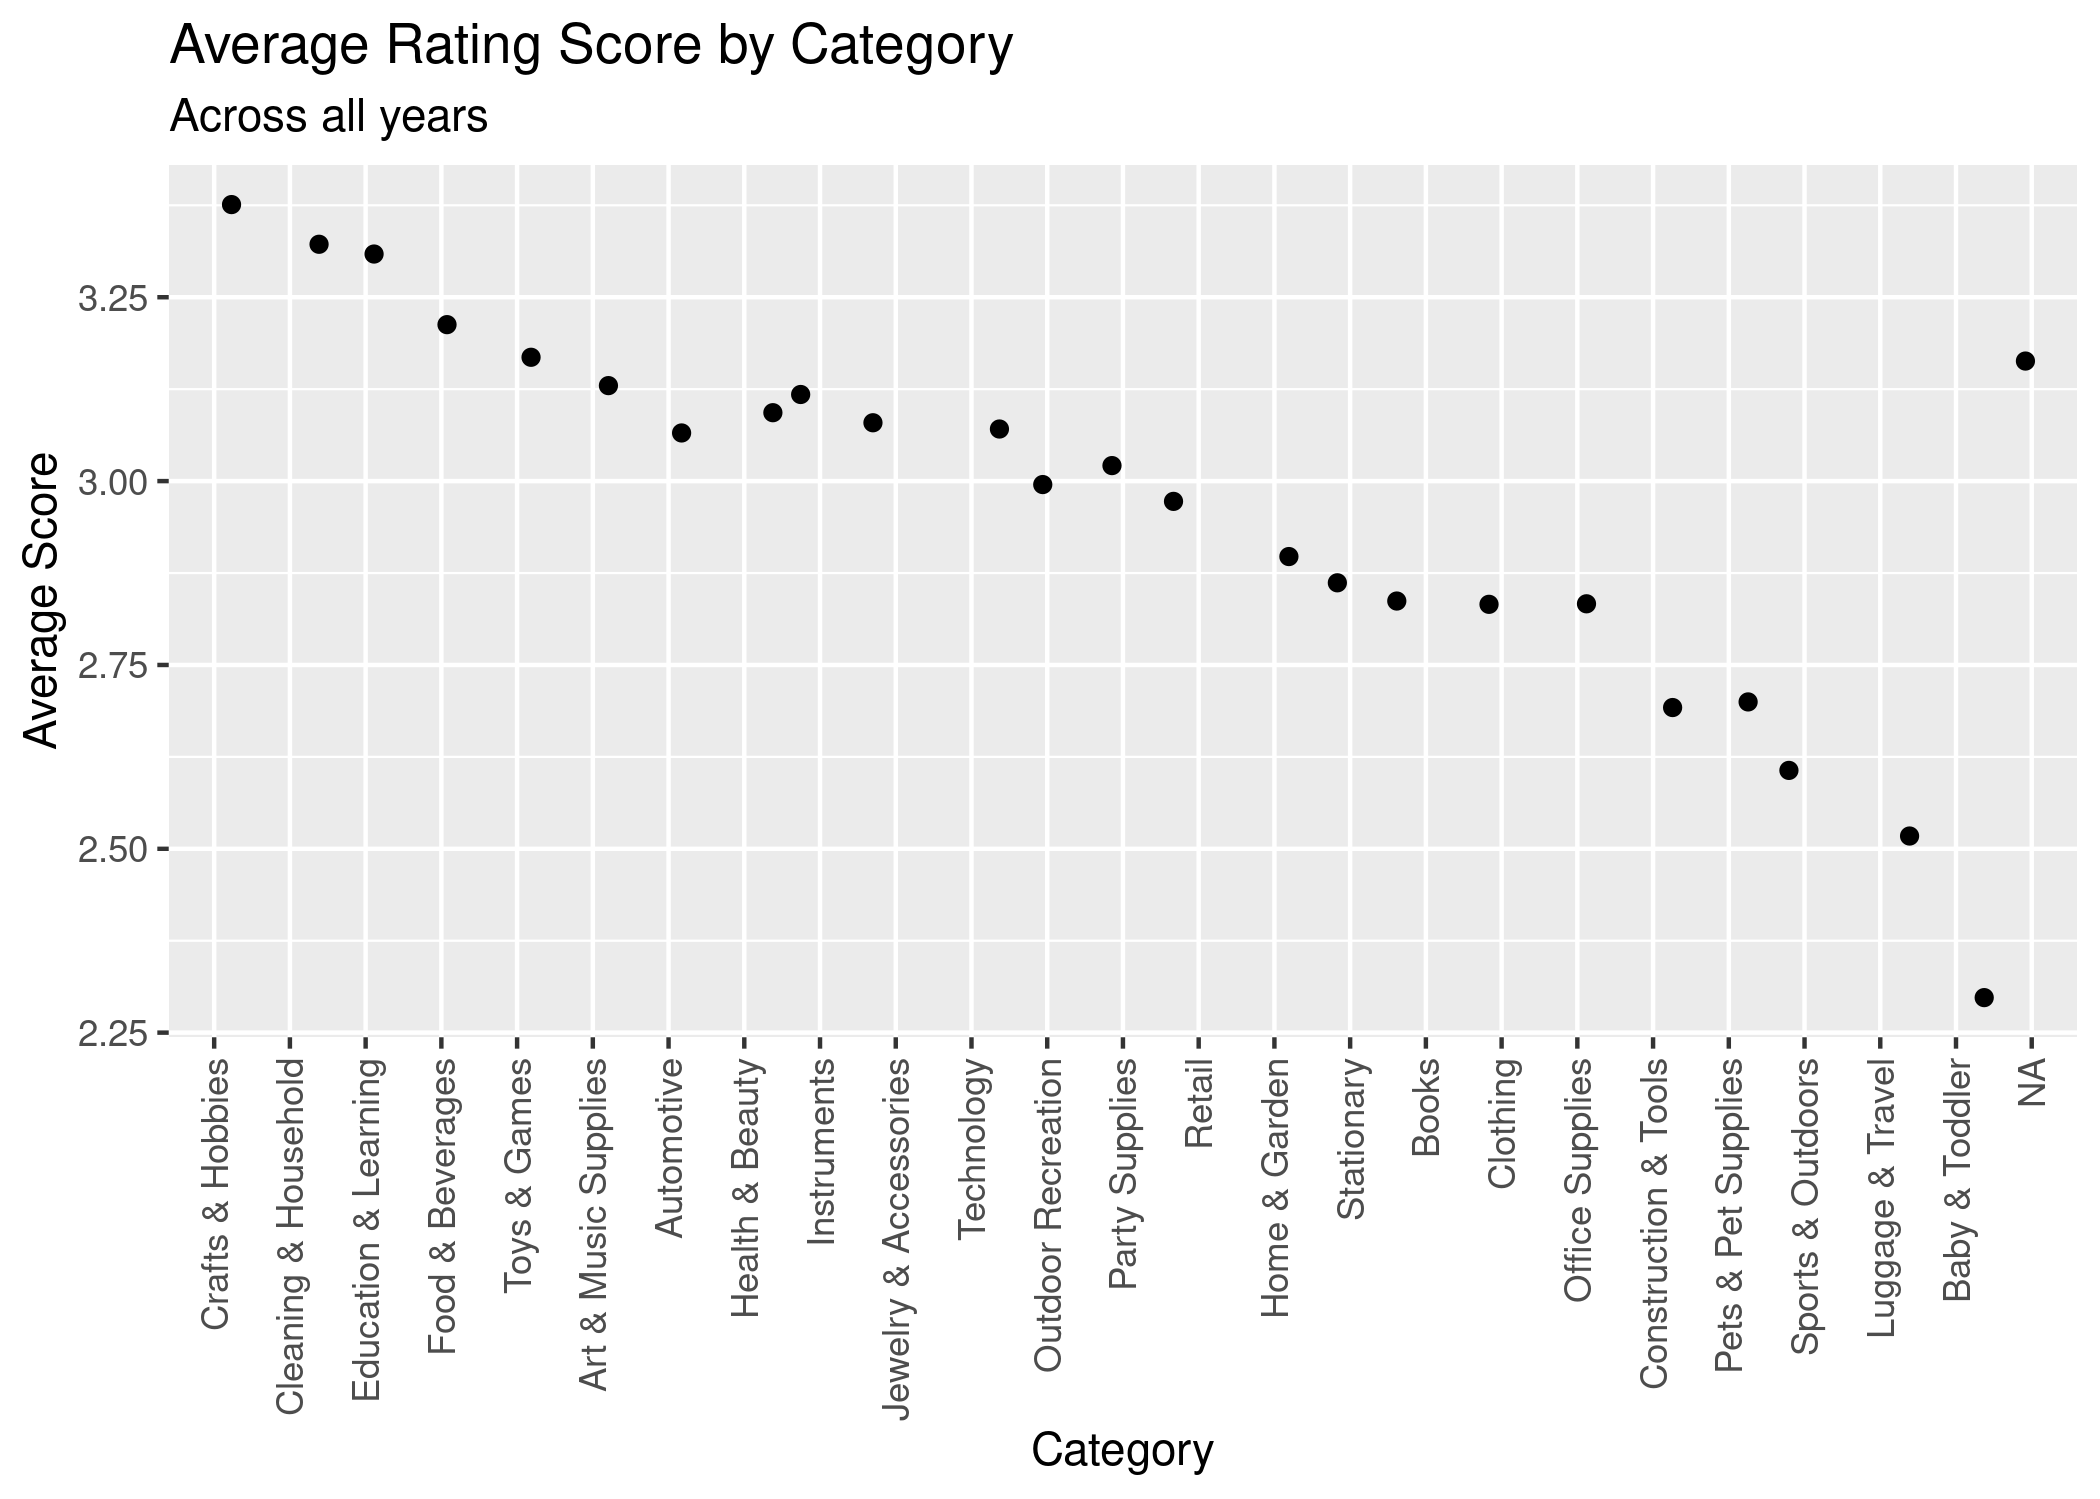 Average Rating Score by Category
Across all years
Average Score
3.25
3.00
2.75
2.50
2.25
Crafts & Hobbies
Cleaning & Household
Education & Learning
Food & Beverages
Toys & Games
Art & Music Supplies
Automotive
Health & Beauty
Instruments
Jewelry & Accessories
Technology
Outdoor Recreation
Party Supplies
Retail
Home & Garden
Stationary
Books
Clothing
Office Supplies
Construction & Tools
Pets & Pet Supplies
Sports & Outdoors
Luggage & Travel
Baby & Toddler
NA
Category